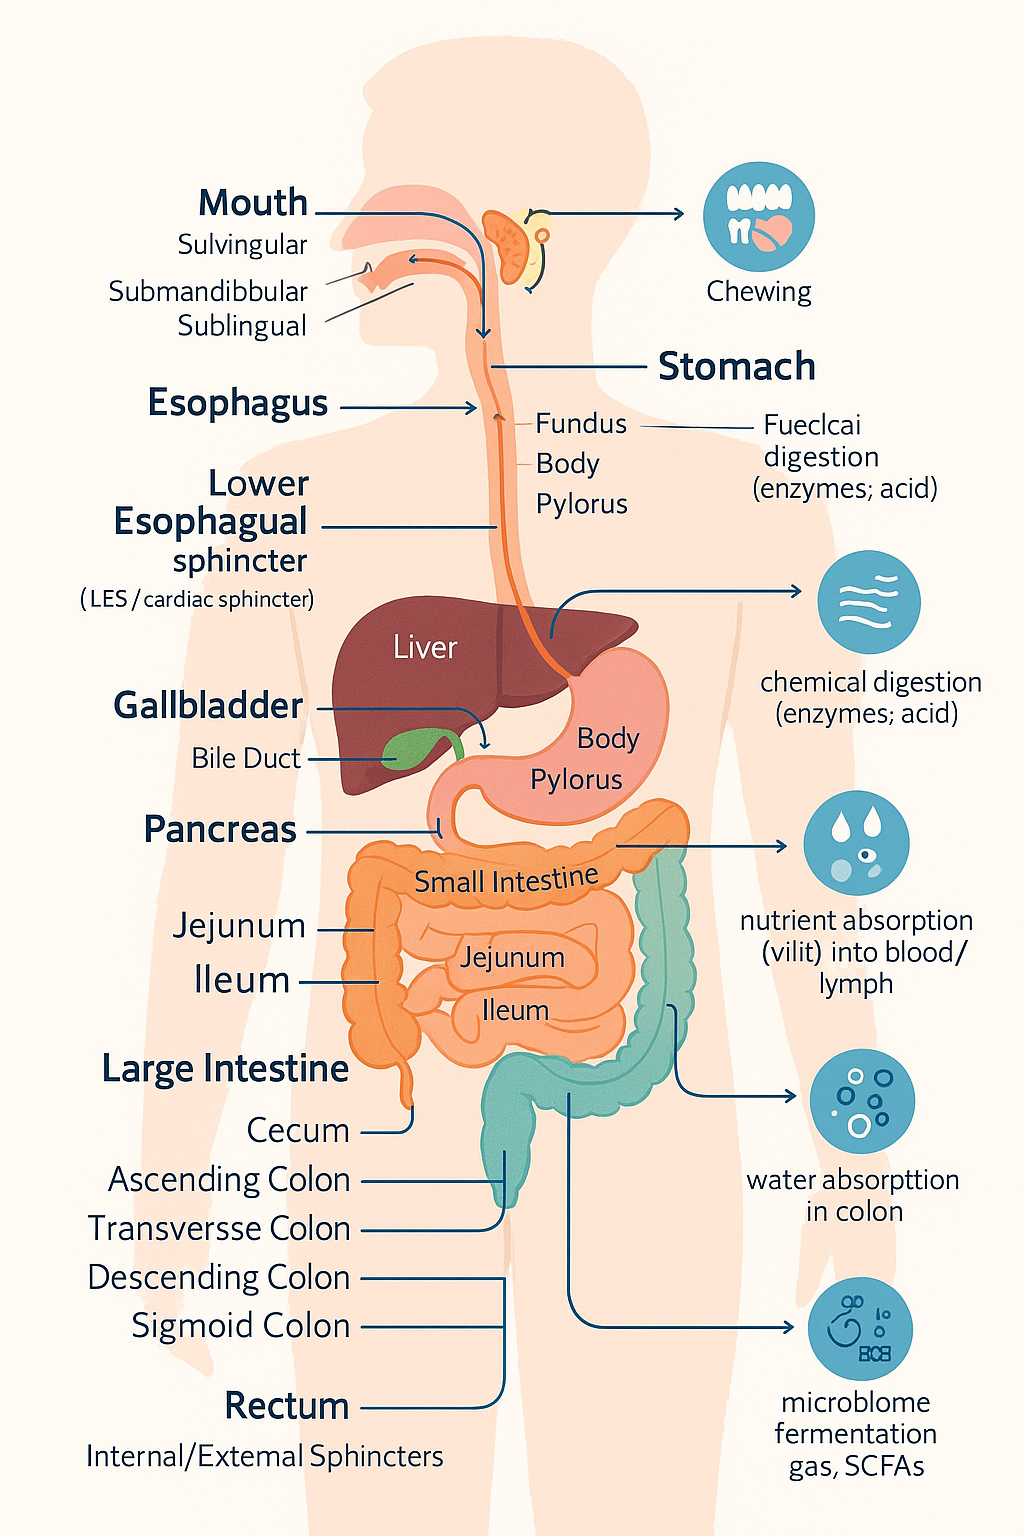 Mouth
Sulvingular
Submandibbular
Sublingual
Chewing
Stomach
Esophagus
Fundus
Body
Pylorus
Fueclcai
digestion
(enzymes; acid)
Lower
Esophagual
sphincter
(LES / cardiac sphincter)
Liver
chemical digestion
(enzymes; acid)
Gallbladder
Bile Duct
Body
Pylorus
Pancreas
Small Intestine
nutrient absorption
(vilit) into blood/
lymph
Jejunum
Ileum
Jejunum
Ileum
Large Intestine
Cecum
Ascending Colon
Transversse Colon
Descending Colon
Sigmoid Colon
water absorpttion
in colon
Rectum
Internal/Extemal Sphincters
microblome
fermentation
gas, SCFAs